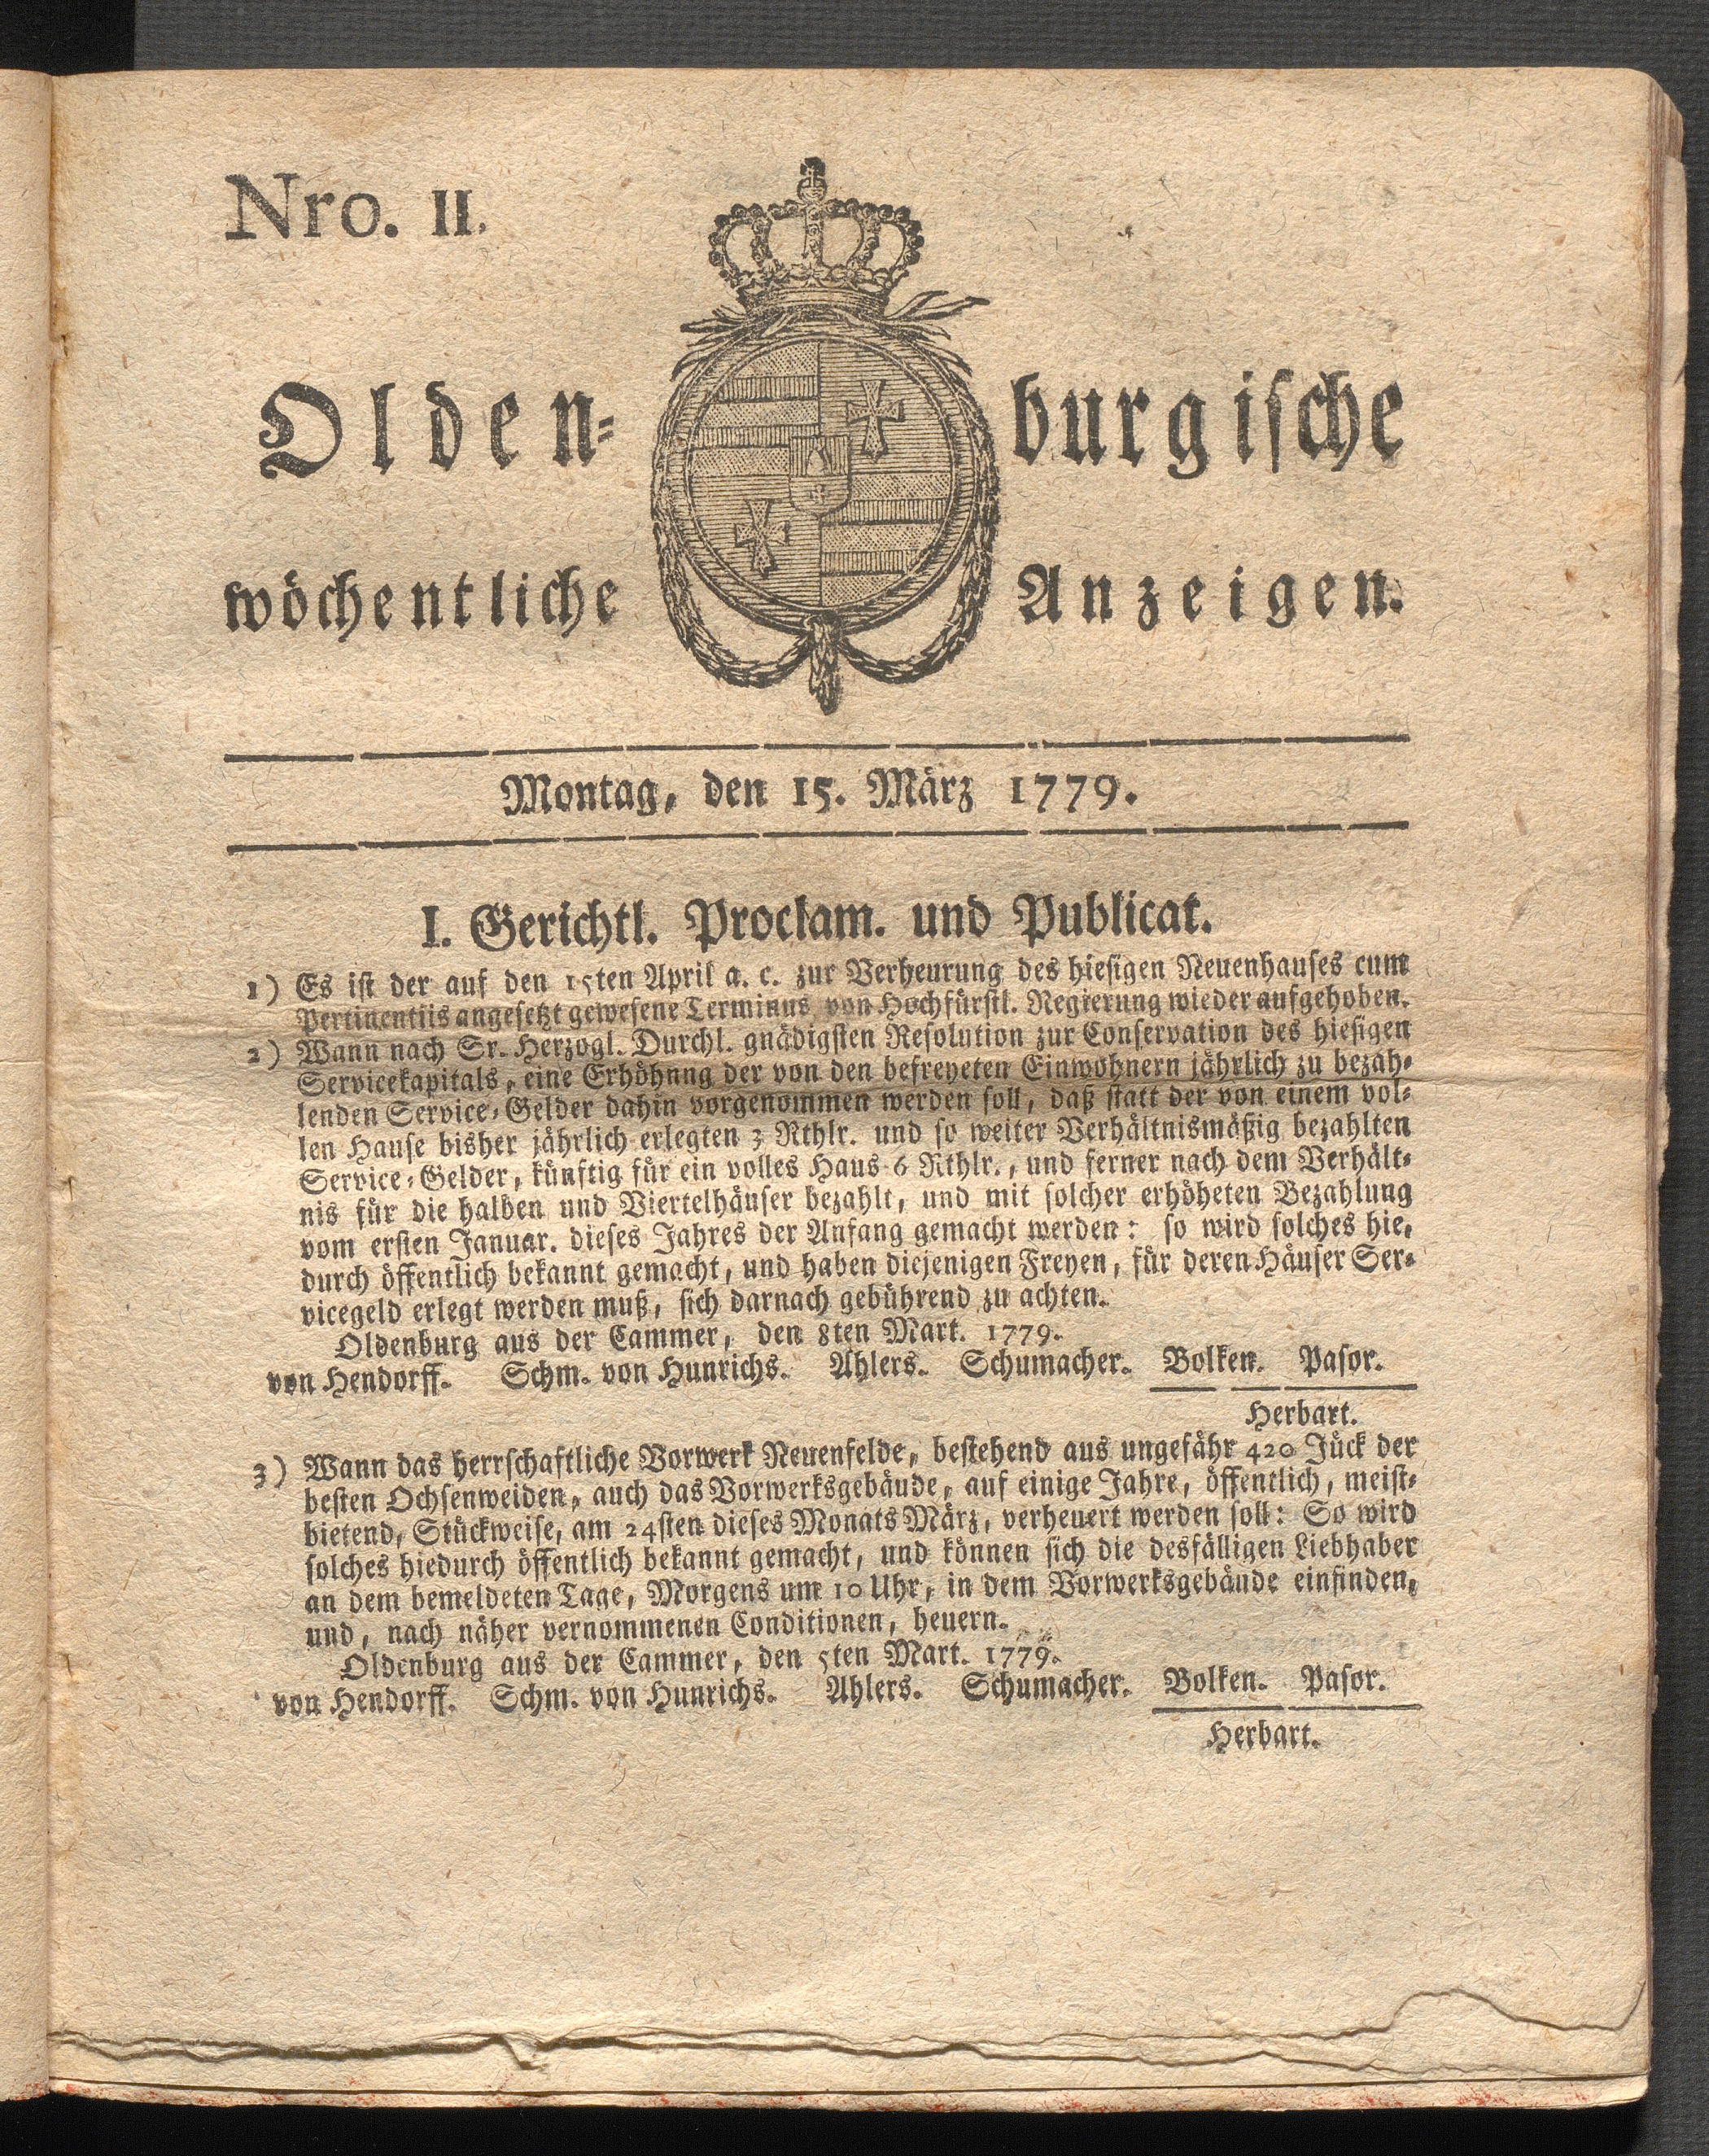 Nro. 11.
Olden= burgische
wöchentliche Anzeigen.
Montag, den 15. März 1779.
I. Gerichtl. Proclam. und Publicat.
1) Es ist der auf den 15ten April a. c. zur Verheurung des hiesigen Neuenhauses cum
Pertinentiis angesetzt gewesene Terminus von Hochfürstl. Regierung wieder aufgehoben.
2) Wann nach Sr. Herzogl. Durchl. gnädigsten Resolution zur Conservation des hiesigen
Servicekapitals, eine Erhöhnng der von den befreyeten Einwohnern jährlich zu bezah=
lenden Service=Gelder dahin vorgenommen werden soll, daß statt der von einem vol=
len Hause bisher jährlich erlegten 3 Rthlr. und so weiter Verhältnismäßig bezahlten
Service=Gelder, künftig für ein volles Haus 6 Rthlr., und ferner nach dem Verhält=
nis für die halben und Viertelhäuser bezahlt, und mit solcher erhöheten Bezahlung
vom ersten Januar. dieses Jahres der Anfang gemacht werden: so wird solches hie,
durch öffentlich bekannt gemacht, und haben diejenigen Freyen, für deren Häuser Ser=
vicegeld erlegt werden muß, sich darnach gebührend zu achten.
Oldenburg aus der Cammer, den 8ten Mart. 1779.
von Hendorff. Schm. von Hunrichs. Ahlers. Schumacher. Bolken. Pasor.
Herbart.
3) Wann das herrschaftliche Vorwerk Neuenfelde, bestehend aus ungefähr 420 Jück der
besten Ochsenweiden, auch das Vorwerksgebäude, auf einige Jahre, öffentlich, meist=
bietend, Stückweise, am 24sten dieses Monats März, verheuert werden soll: So wird
solches hiedurch öffentlich bekannt gemacht, und können sich die desfälligen Liebhaber
an dem bemeldeten Tage, Morgens um 10 Uhr, in dem Vorwerksgebäude einfinden,
und, nach näher vernommenen Conditionen, heuern.
Oldenburg aus der Cammer, den 5ten Mart. 1779.
von Hendorff. Schm. von Hunrichs. Ahlers. Schumacher. Bolken. Pasor.
Herbart.